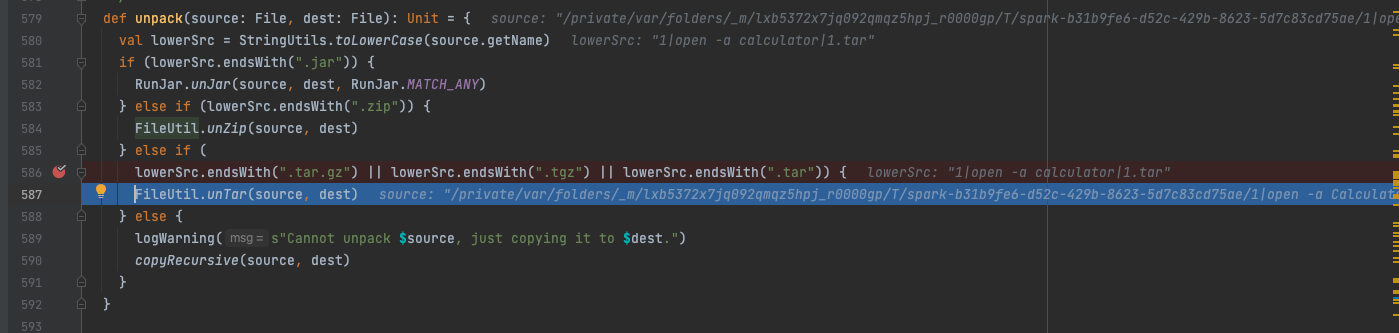 579 def unpack(source: File, dest: File): Unit = { source: "/private/var/folders/_m/lxb5372x7jq092qmqz5hpj_r0000gp/T/spark-b31b9fe6-d52c-429b-8623-5d7c83cd75ae/1|open
580 val lowerSrc = StringUtils.toLowerCase(source.getName) lowerSrc: "1|open -a calculator|1.tar"
581 if (lowerSrc.endsWith(".jar")) {
582 RunJar.unJar(source, dest, RunJar.MATCH_ANY)
583 } else if (lowerSrc.endsWith(".zip")) {
584 FileUtil.unZip(source, dest)
585 } else if (
586 lowerSrc.endsWith(".tar.gz") || lowerSrc.endsWith(".tgz") || lowerSrc.endsWith(".tar")) { lowerSrc: "1|open -a calculator|1.tar"
587 FileUtil.unTar(source, dest) source: "/private/var/folders/_m/lxb5372x7jq092qmqz5hpj_r0000gp/T/spark-b31b9fe6-d52c-429b-8623-5d7c83cd75ae/1|open -a Calculat
588 } else {
589 logWarning( msg = s"Cannot unpack $source, just copying it to $dest.")
590 copyRecursive(source, dest)
591 }
592 }
593